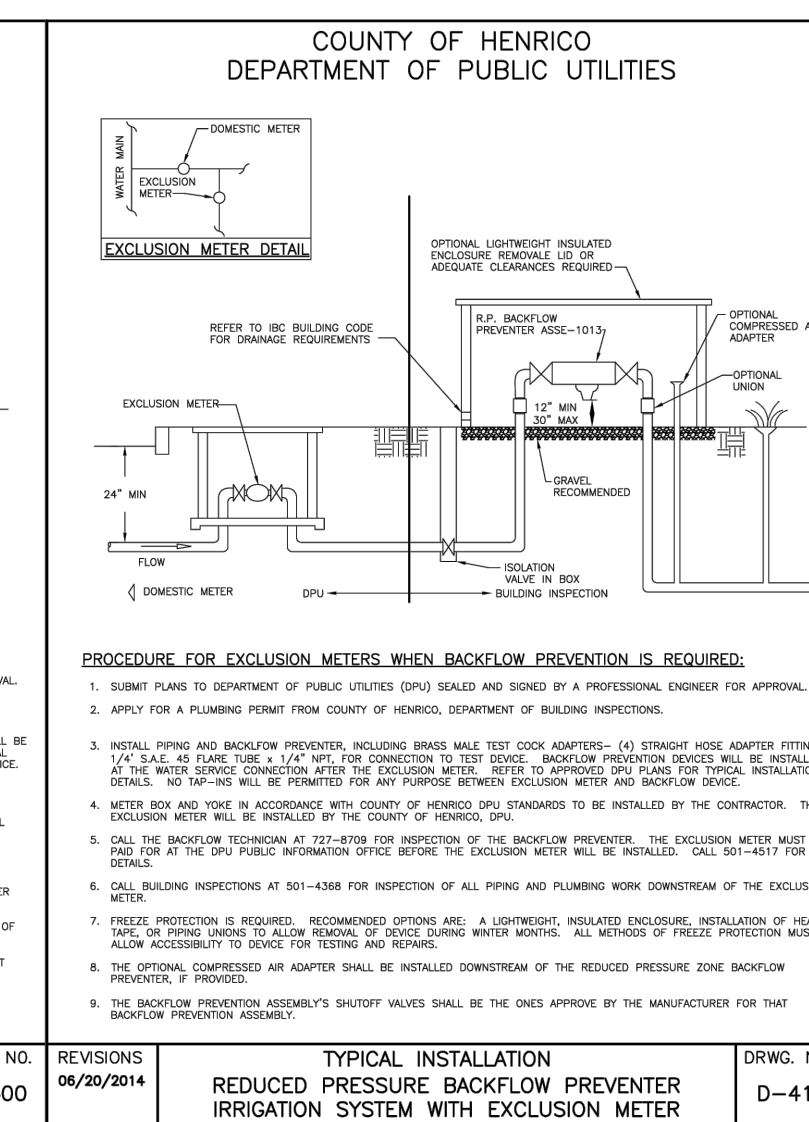 COUNTY OF HENRICO
DEPARTMENT OF PUBLIC UTILITIES
DOMESTIC METER
WATER MAIN
EXCLUSION
METER
EXCLUSION METER DETAIL
OPTIONAL LIGHTWEIGHT INSULATED
ENCLOSURE REMOVALE LID OR
ADEQUATE CLEARANCES REQUIRED
REFER TO IBC BUILDING CODE
FOR DRAINAGE REQUIREMENTS
R.P. BACKFLOW
PREVENTER ASSE-1013
OPTIONAL
COMPRESSED A
ADAPTER
OPTIONAL
UNION
EXCLUSION METER
12" MIN
30" MAX
24" MIN
GRAVEL
RECOMMENDED
FLOW
ISOLATION
VALVE IN BOX
DOMESTIC METER
DPU
BUILDING INSPECTION
PROCEDURE FOR EXCLUSION METERS WHEN BACKFLOW PREVENTION IS REQUIRED:
1. SUBMIT PLANS TO DEPARTMENT OF PUBLIC UTILITIES (DPU) SEALED AND SIGNED BY A PROFESSIONAL ENGINEER FOR APPROVAL.
2. APPLY FOR A PLUMBING PERMIT FROM COUNTY OF HENRICO, DEPARTMENT OF BUILDING INSPECTIONS.
3. INSTALL PIPING AND BACKLFOW PREVENTER, INCLUDING BRASS MALE TEST COCK ADAPTERS- (4) STRAIGHT HOSE ADAPTER FITTIN
1/4' S.A.E. 45 FLARE TUBE x 1/4" NPT, FOR CONNECTION TO TEST DEVICE. BACKFLOW PREVENTION DEVICES WILL BE INSTALL
AT THE WATER SERVICE CONNECTION AFTER THE EXCLUSION METER. REFER TO APPROVED DPU PLANS FOR TYPICAL INSTALLATIO
DETAILS. NO TAP-INS WILL BE PERMITTED FOR ANY PURPOSE BETWEEN EXCLUSION METER AND BACKFLOW DEVICE.
4. METER BOX AND YOKE IN ACCORDANCE WITH COUNTY OF HENRICO DPU STANDARDS TO BE INSTALLED BY THE CONTRACTOR. TH
EXCLUSION METER WILL BE INSTALLED BY THE COUNTY OF HENRICO, DPU.
5. CALL THE BACKFLOW TECHNICIAN AT 727-8709 FOR INSPECTION OF THE BACKFLOW PREVENTER. THE EXCLUSION METER MUST
PAID FOR AT THE DPU PUBLIC INFORMATION OFFICE BEFORE THE EXCLUSION METER WILL BE INSTALLED. CALL 501-4517 FOR
DETAILS.
6. CALL BUILDING INSPECTIONS AT 501-4368 FOR INSPECTION OF ALL PIPING AND PLUMBING WORK DOWNSTREAM OF THE EXCLUS
METER.
7. FREEZE PROTECTION IS REQUIRED. RECOMMENDED OPTIONS ARE: A LIGHTWEIGHT, INSULATED ENCLOSURE, INSTALLATION OF HEA
TAPE, OR PIPING UNIONS TO ALLOW REMOVAL OF DEVICE DURING WINTER MONTHS. ALL METHODS OF FREEZE PROTECTION MUS
ALLOW ACCESSIBILITY TO DEVICE FOR TESTING AND REPAIRS.
8. THE OPTIONAL COMPRESSED AIR ADAPTER SHALL BE INSTALLED DOWNSTREAM OF THE REDUCED PRESSURE ZONE BACKFLOW
PREVENTER, IF PROVIDED.
9. THE BACKFLOW PREVENTION ASSEMBLY'S SHUTOFF VALVES SHALL BE THE ONES APPROVE BY THE MANUFACTURER FOR THAT
BACKFLOW PREVENTION ASSEMBLY.
VAL.
L BE
AL
ICE.
L
ER
OF
T
NO.
-00
REVISIONS
06/20/2014
TYPICAL INSTALLATION
REDUCED PRESSURE BACKFLOW PREVENTER
IRRIGATION SYSTEM WITH EXCLUSION METER
DRWG. N
D-41